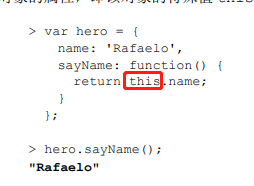 > var hero = {
name: 'Rafaelo',
sayName: function() {
return this.name;
}
};
> hero.sayName();
"Rafaelo"